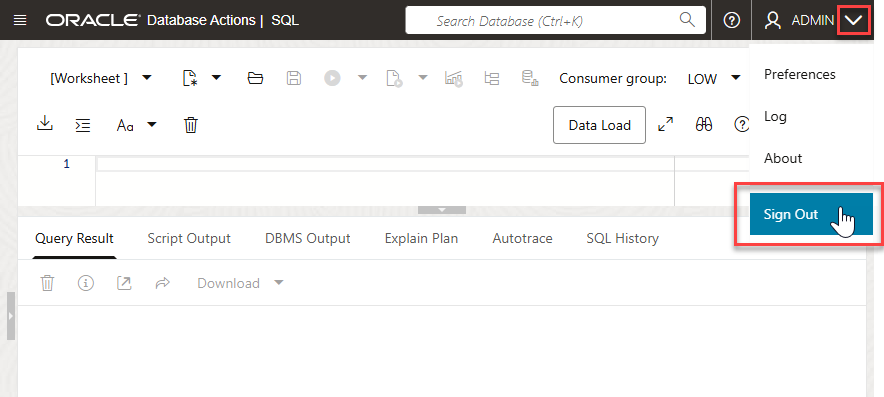 ORACLE Database Actions | SQL Search Database (Ctrl+K) ADMIN
[Worksheet ] Consumer group: LOW
Preferences
Log
Aa Data Load
About
1
Sign Out
Query Result Script Output DBMS Output Explain Plan Autotrace SQL History
Download